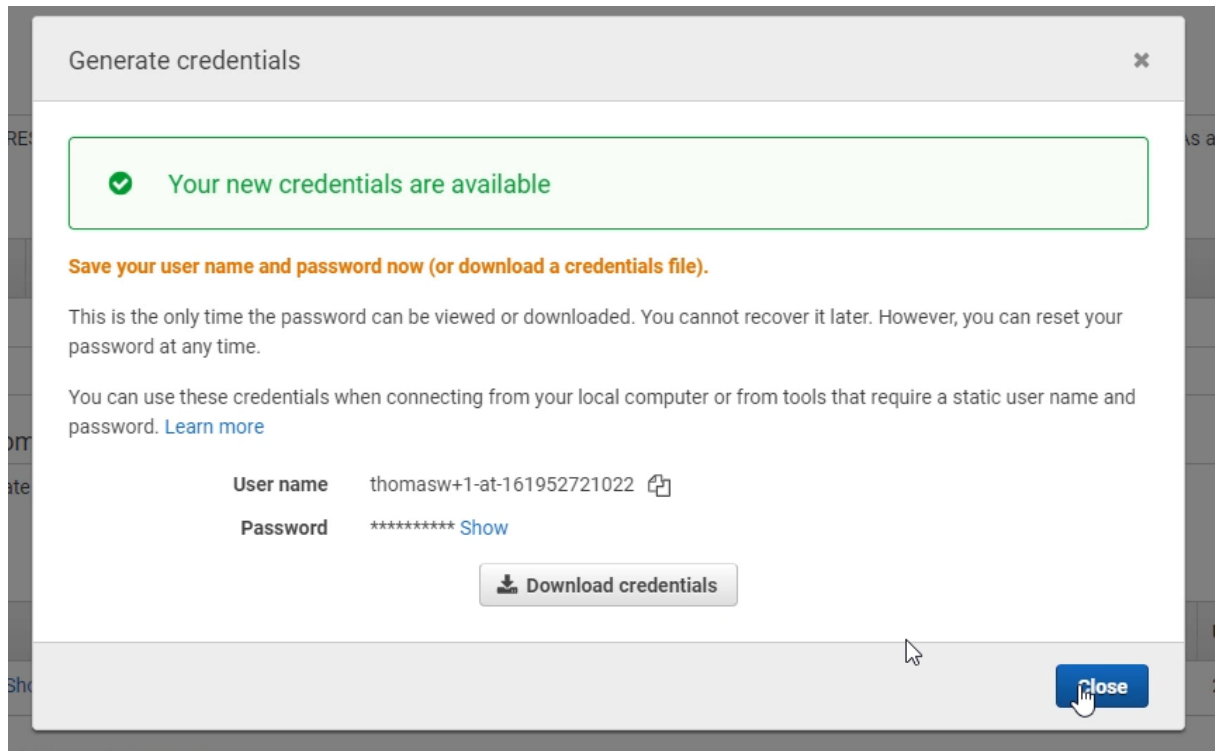 Generate credentials
Your new credentials are available
Save your user name and password now (or download a credentials file).
This is the only time the password can be viewed or downloaded. You cannot recover it later. However, you can reset your
password at any time.
You can use these credentials when connecting from your local computer or from tools that require a static user name and
password. Learn more
User name thomasw+1-at-161952721022
Password ********** Show
Download credentials
Close